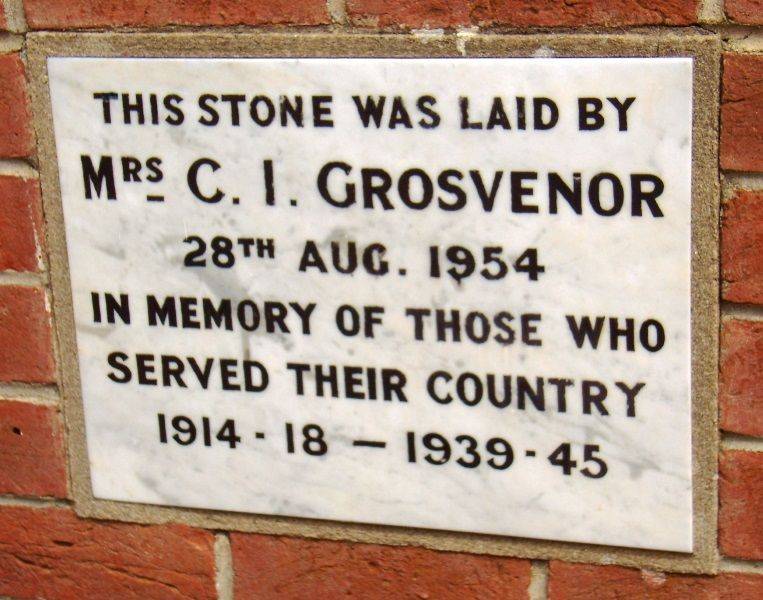 THIS STONE WAS LAID BY
MRS C. I. GROSVENOR
28TH AUG. 1954
IN MEMORY OF THOSE WHO
SERVED THEIR COUNTRY
1914 - 18 — 1939 - 45